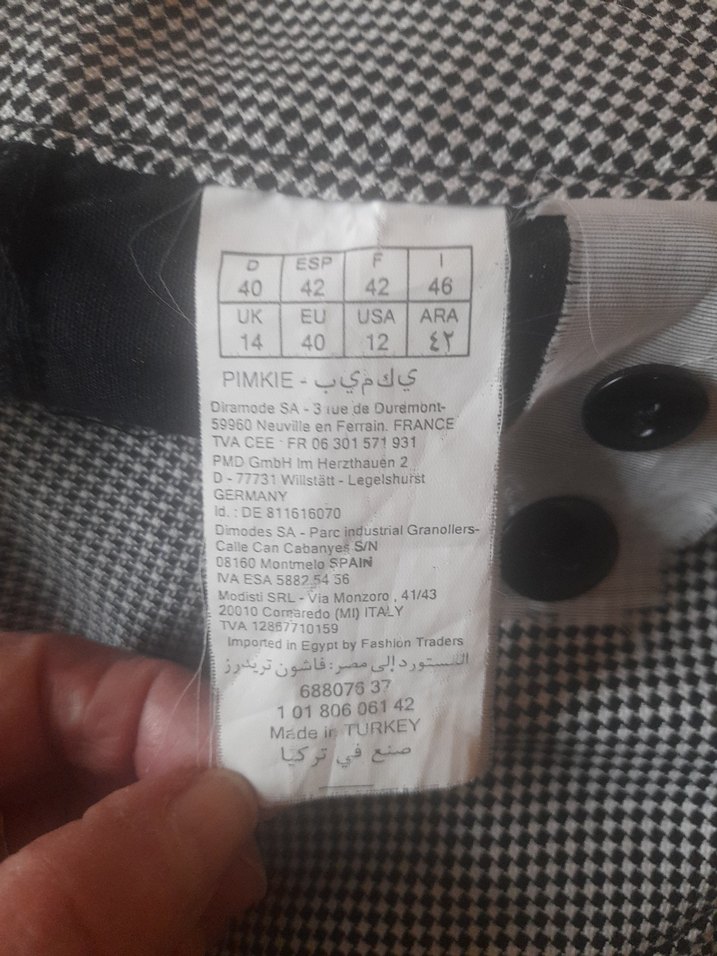 D ESP F I
40 42 42 46
UK EU USA ARA
14 40 12 ٤٢
PIMKIE - يكميب
Diramode SA - 3 rue de Duremont-
59960 Neuville en Ferrain. FRANCE
TVA CEE · FR 06 301 571 931
PMD GmbH Im Herzthauen 2
D - 77731 Willstätt - Legelshurst
GERMANY
Id. : DE 811616070
Dimodes SA - Parc industrial Granollers-
Calle Can Cabanyes S/N
08160 Montmelo SPAIN
IVA ESA 5882 54 56
Modisti SRL - Via Monzoro , 41/43
20010 Cornaredo (MI) ITALY
TVA 12867710159
Imported in Egypt by Fashion Traders
المستورد إلى مصر: فاشون تريدرز
688076 37
1 01 806 061 42
Made in TURKEY
صنع في تركيا